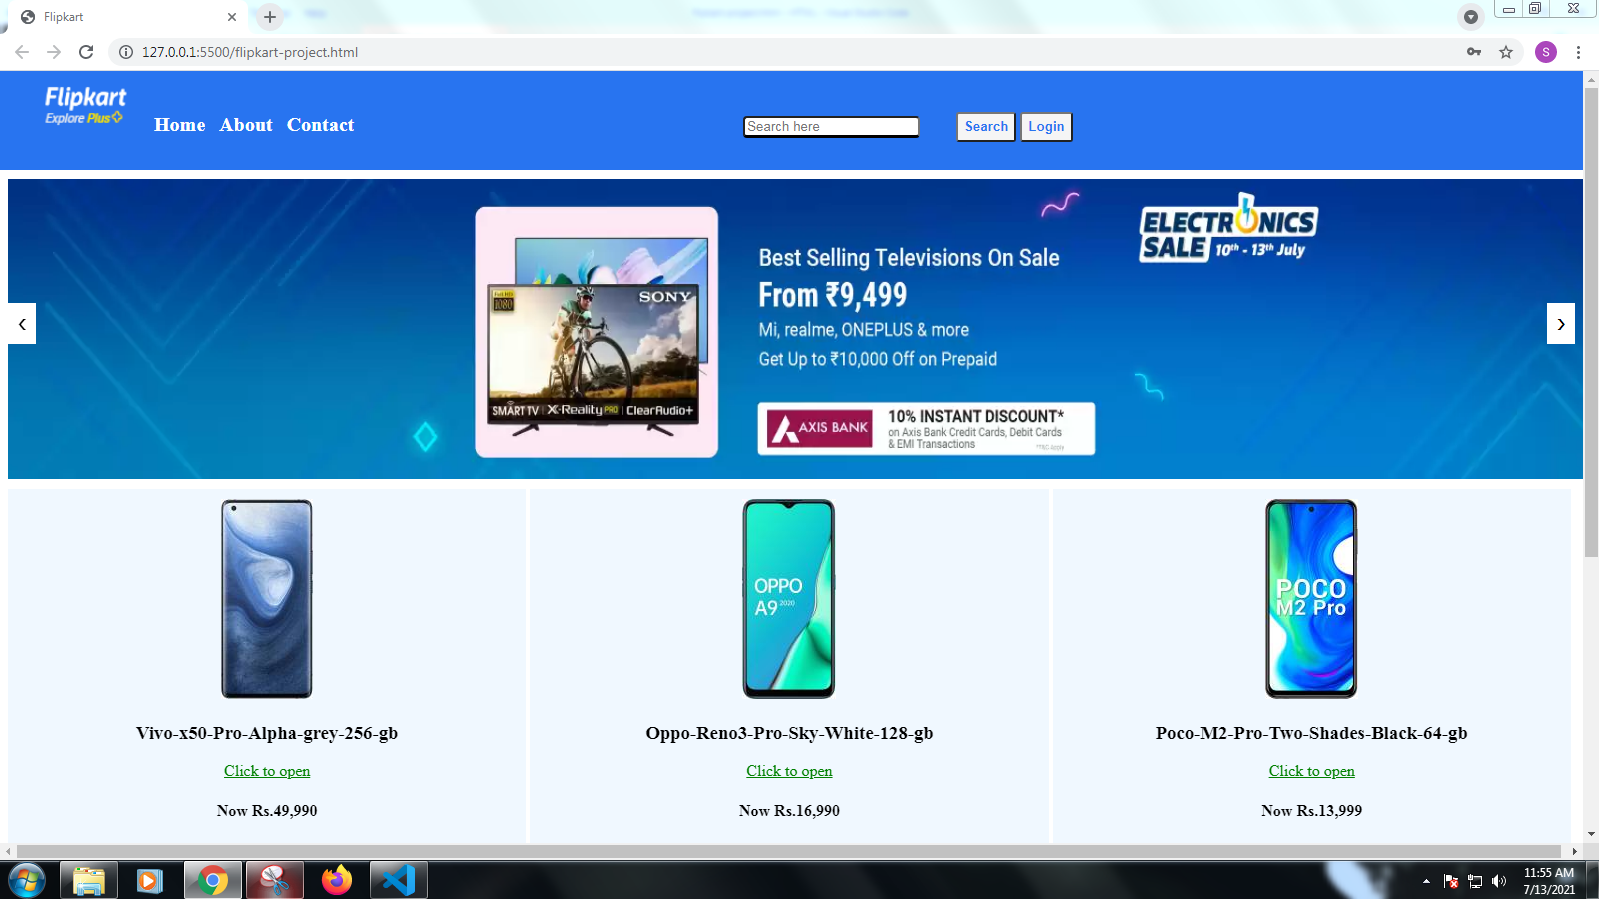 Flipkart
127.0.0.1:5500/flipkart-project.html
S
Flipkart
Explore Plus
Home About Contact
Search here
Search
Login
ELECTRONICS
SALE 10th - 13th July
Best Selling Televisions On Sale
From ₹9,499
Mi, realme, ONEPLUS & more
Get Up to ₹10,000 Off on Prepaid
Full HD
1080
SONY
SMART TV | X-Reality PRO | ClearAudio+
AXIS BANK
10% INSTANT DISCOUNT*
on Axis Bank Credit Cards, Debit Cards
& EMI Transactions
*T&C Apply
‹
›
OPPO
A9 2020
POCO
M2 Pro
Vivo-x50-Pro-Alpha-grey-256-gb
Oppo-Reno3-Pro-Sky-White-128-gb
Poco-M2-Pro-Two-Shades-Black-64-gb
Click to open
Click to open
Click to open
Now Rs.49,990
Now Rs.16,990
Now Rs.13,999
11:55 AM
7/13/2021